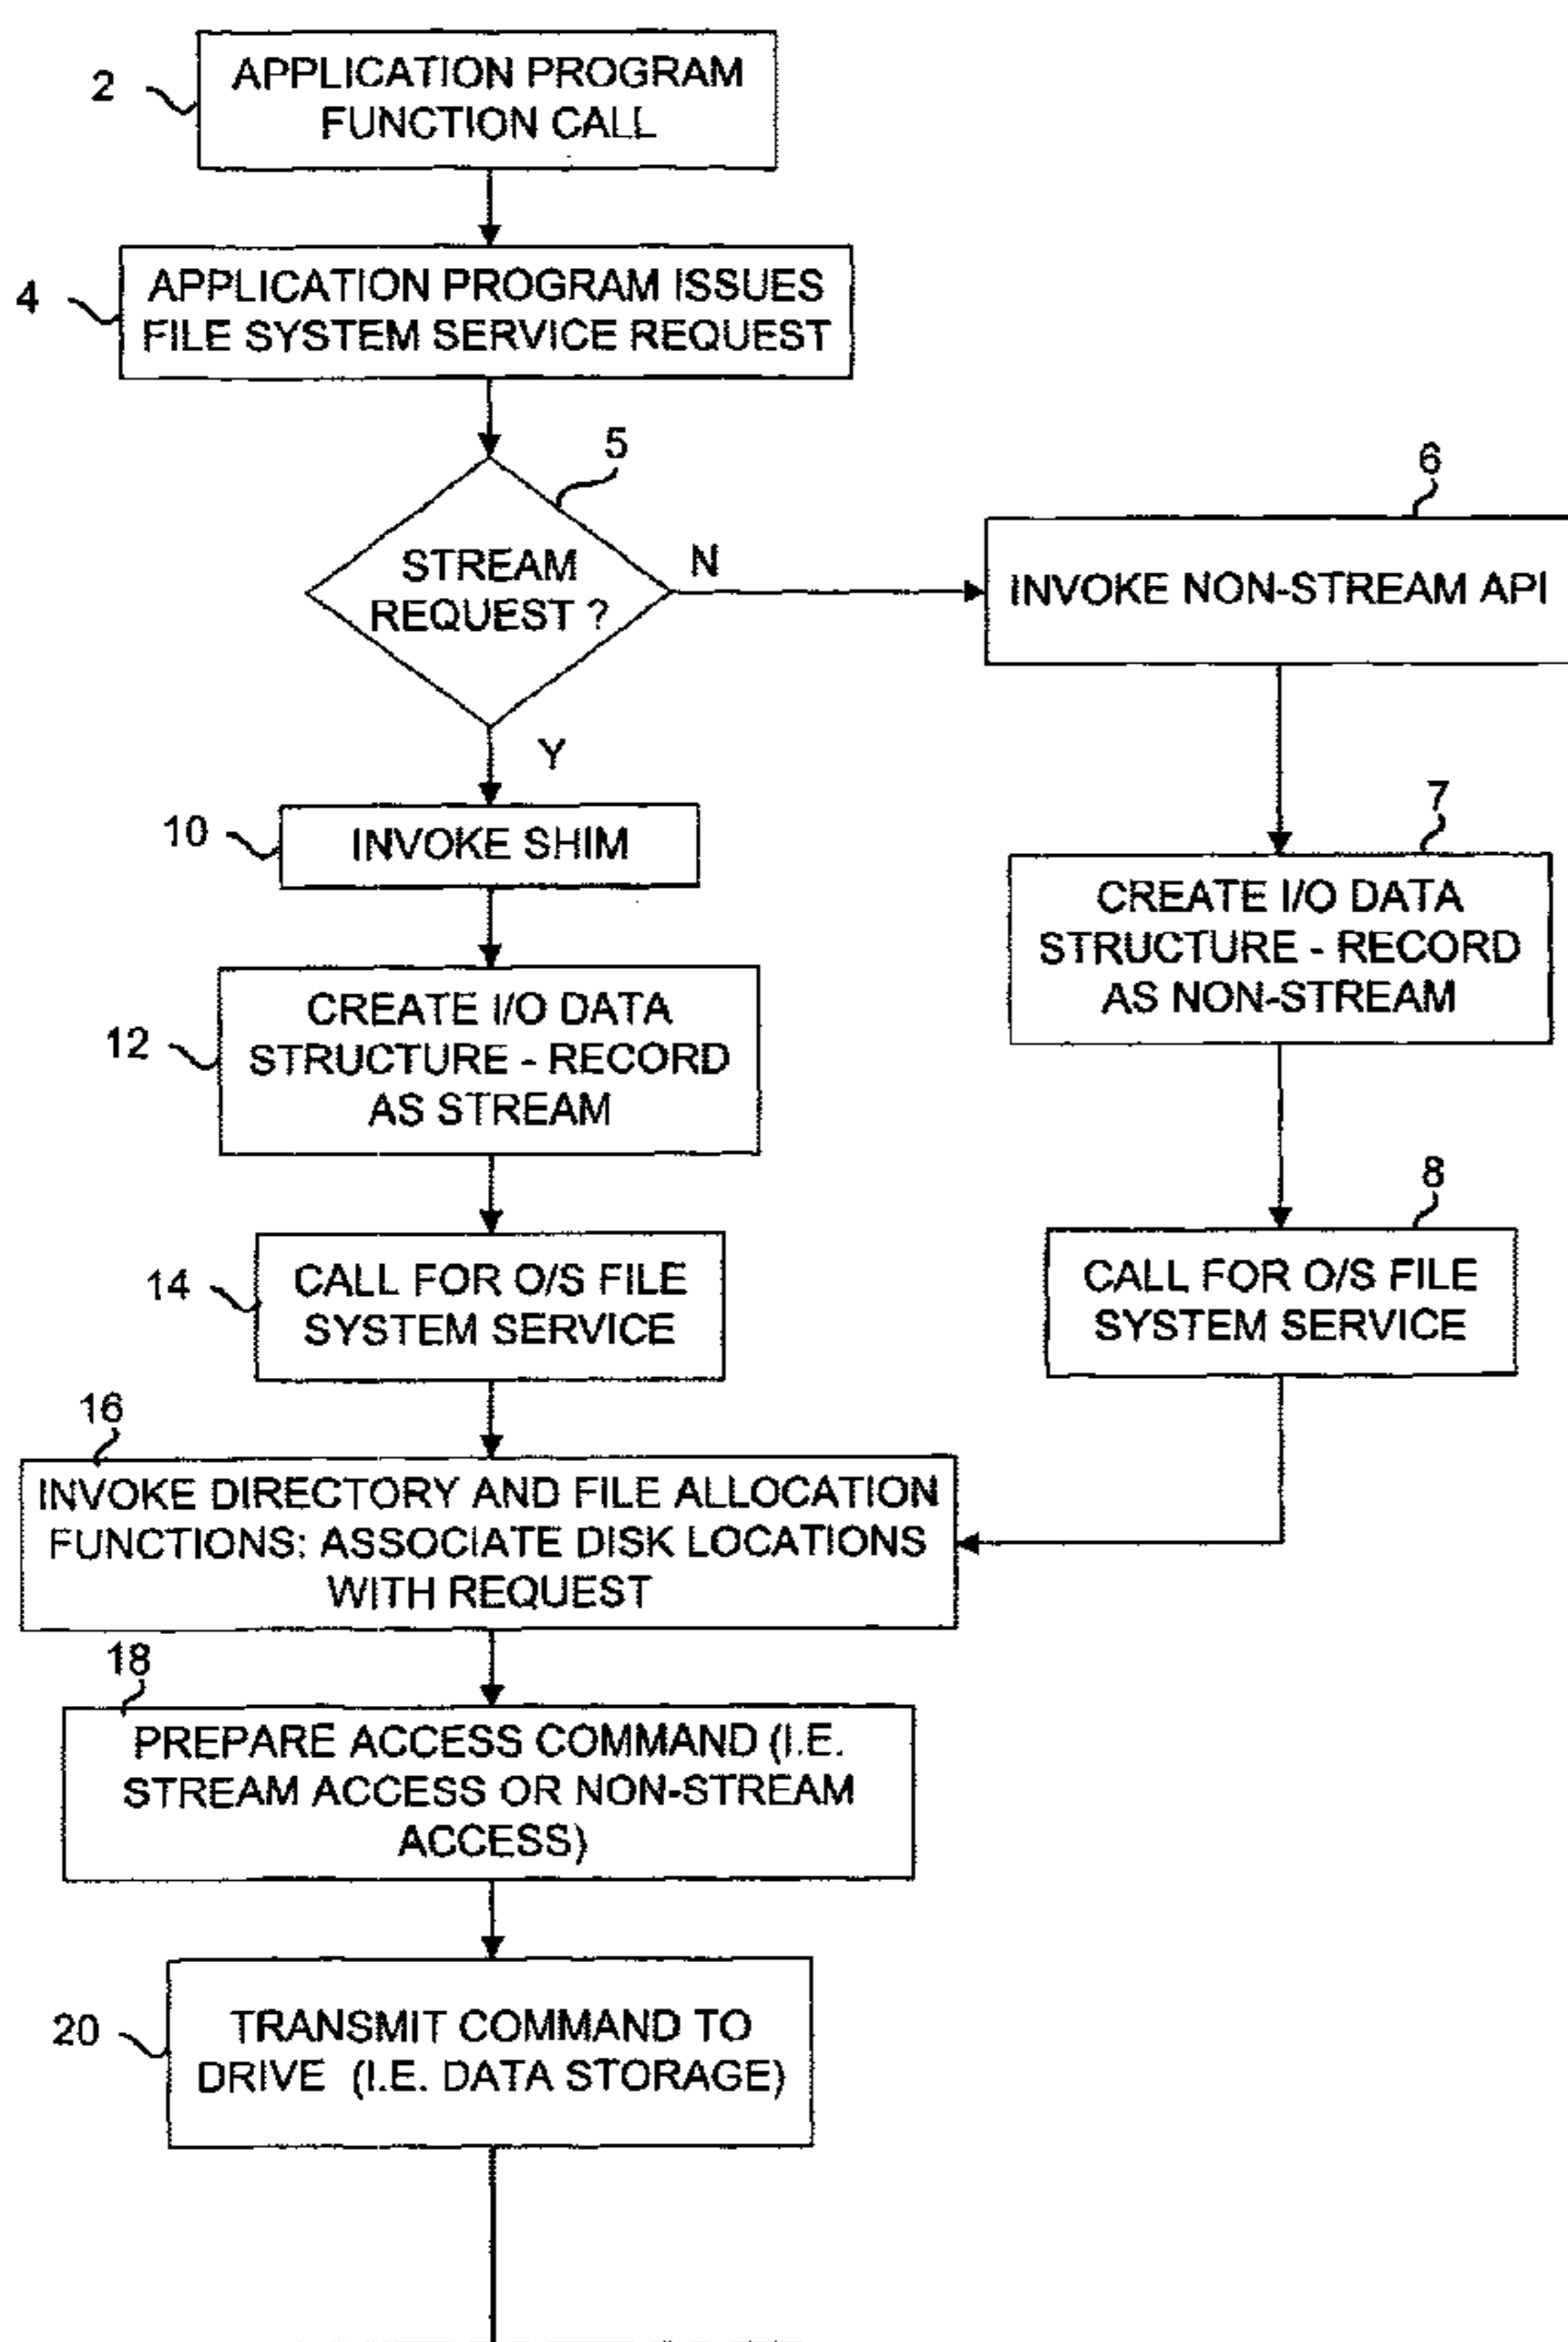 2
APPLICATION PROGRAM
FUNCTION CALL
4
APPLICATION PROGRAM ISSUES
FILE SYSTEM SERVICE REQUEST
5
STREAM
REQUEST ?
N
6
INVOKE NON-STREAM API
Y
7
CREATE I/O DATA
STRUCTURE - RECORD
AS NON-STREAM
8
CALL FOR O/S FILE
SYSTEM SERVICE
10
INVOKE SHIM
12
CREATE I/O DATA
STRUCTURE - RECORD
AS STREAM
14
CALL FOR O/S FILE
SYSTEM SERVICE
16
INVOKE DIRECTORY AND FILE ALLOCATION
FUNCTIONS: ASSOCIATE DISK LOCATIONS
WITH REQUEST
18
PREPARE ACCESS COMMAND (I.E.
STREAM ACCESS OR NON-STREAM
ACCESS)
20
TRANSMIT COMMAND TO
DRIVE (I.E. DATA STORAGE)